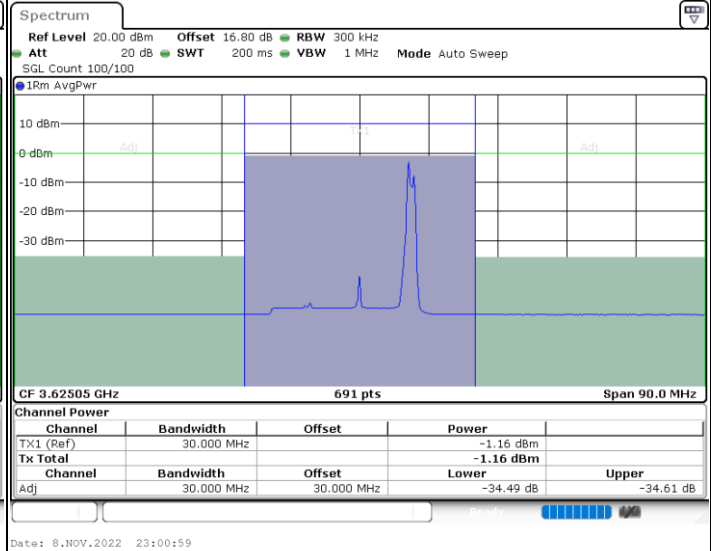 Spectrum
Ref Level 20.00 dBm Offset 16.80 dB RBW 300 kHz
Att 20 dB SWT 200 ms VBW 1 MHz Mode Auto Sweep
SGL Count 100/100
1Rm AvgPwr
10 dBm
TX1
0 dBm
Adj
Adj
-10 dBm
-20 dBm
-30 dBm
CF 3.62505 GHz 691 pts Span 90.0 MHz
Channel Power
Channel Bandwidth Offset Power
TX1 (Ref) 30.000 MHz -1.16 dBm
Tx Total -1.16 dBm
Channel Bandwidth Offset Lower Upper
Adj 30.000 MHz 30.000 MHz -34.49 dB -34.61 dB
Ready
Date: 8.NOV.2022 23:00:59